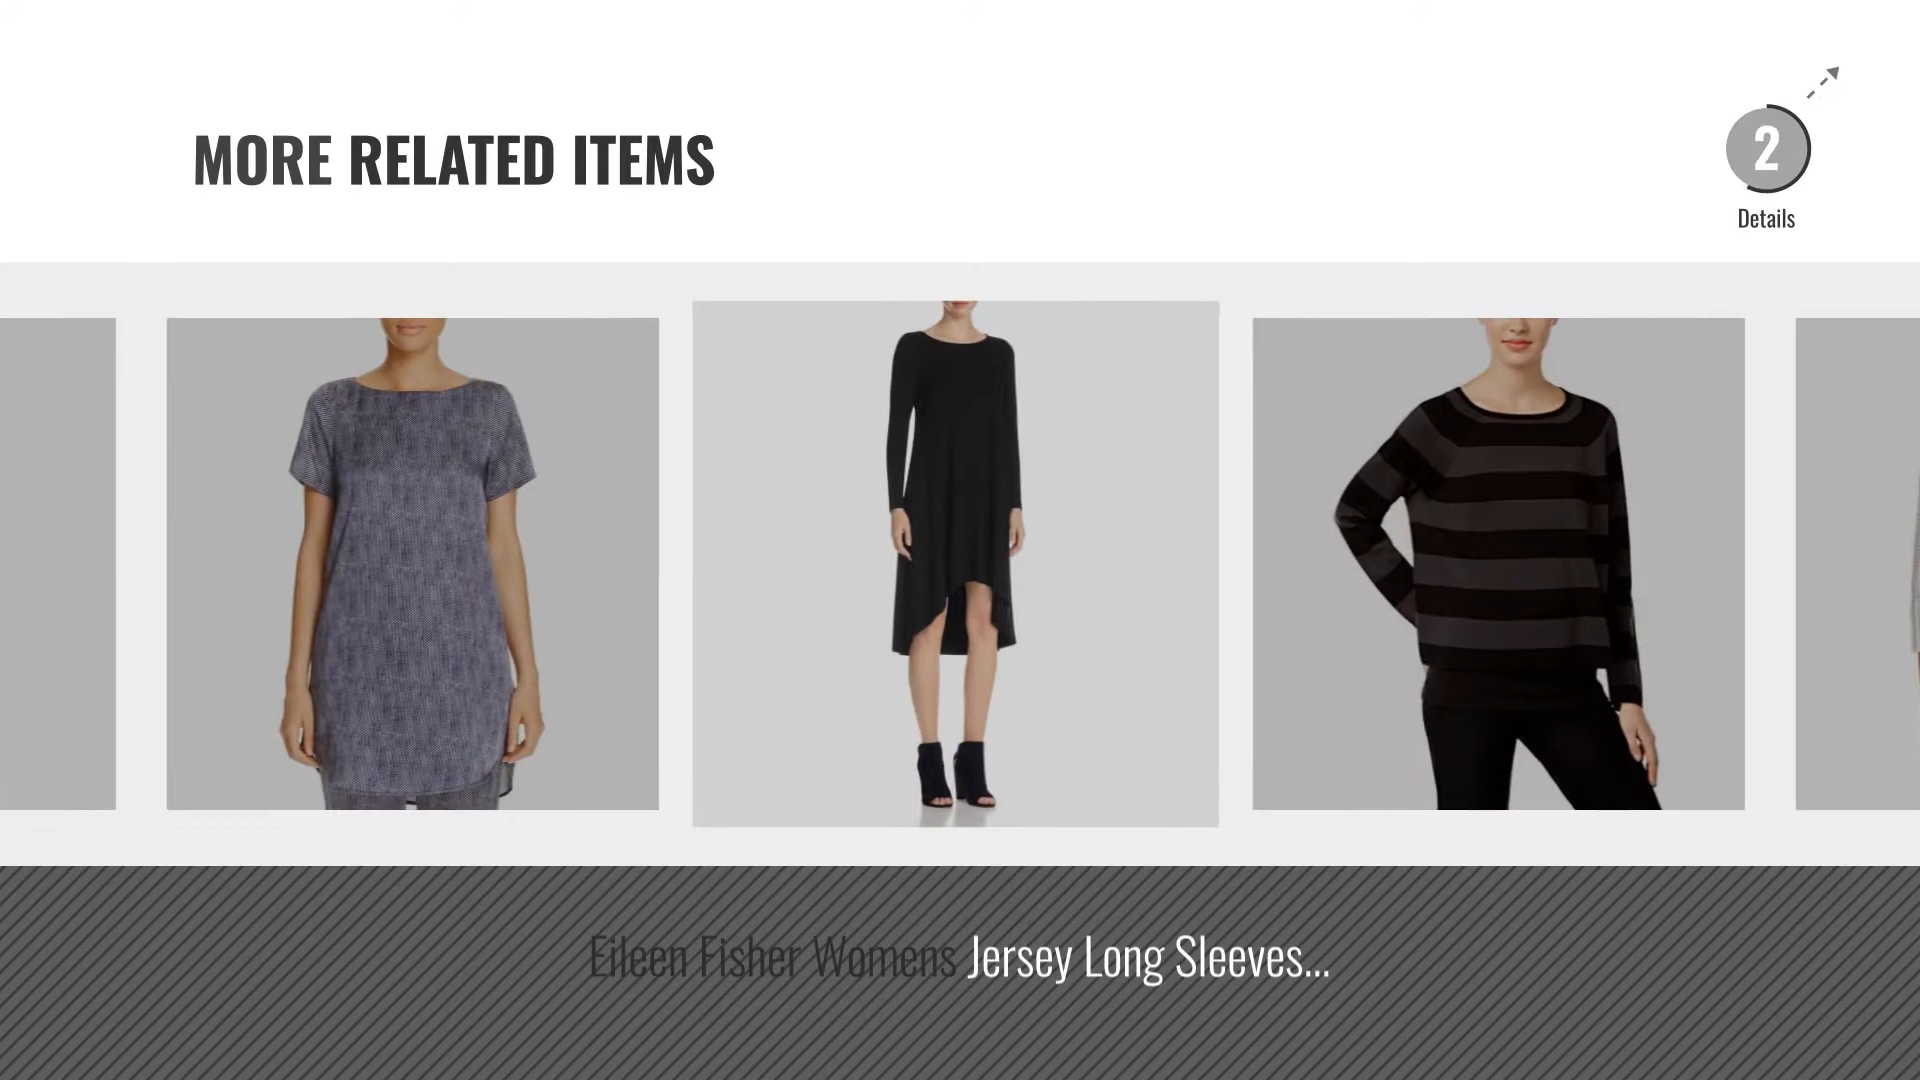 MORE RELATED ITEMS
2
Details
Eileen Fisher Womens Jersey Long Sleeves...